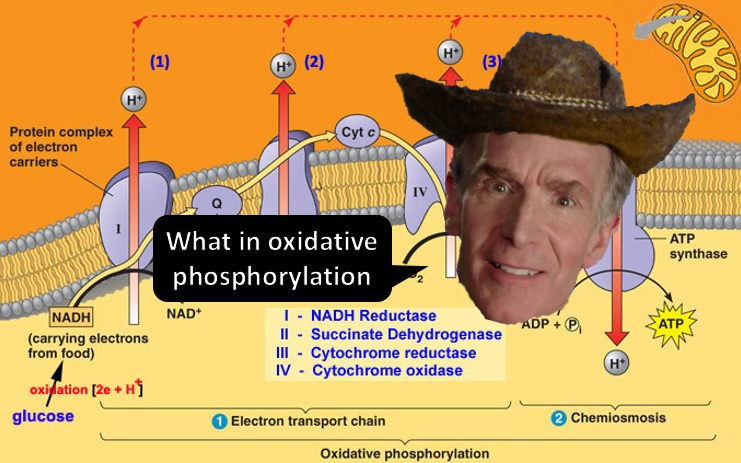 H+
(1)
H+
(2)
H+
(3)
H+
Protein complex
of electron
carriers
Cyt c
Q
I
IV
What in oxidative
phosphorylation
ATP
synthase
NADH
NAD+
(carrying electrons
from food)
I - NADH Reductase
II - Succinate Dehydrogenase
III - Cytochrome reductase
IV - Cytochrome oxidase
ADP + Pi
ATP
H+
oxidation [2e + H+]
glucose
1 Electron transport chain
2 Chemiosmosis
Oxidative phosphorylation